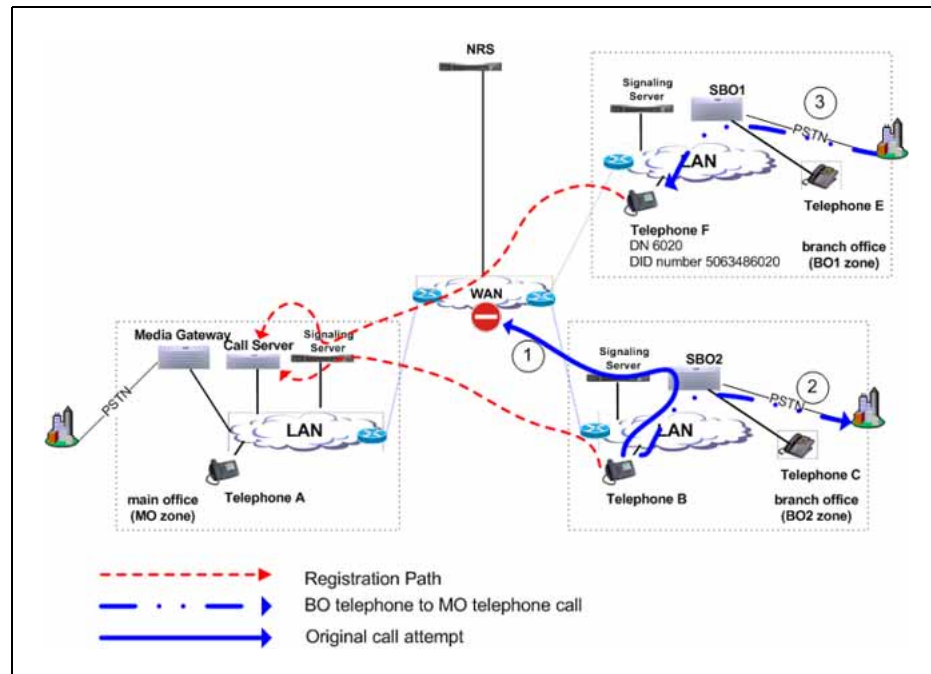 NRS
Signaling
Server
SBO1
3
PSTN
LAN
Telephone E
Telephone F
DN 6020
DID number 5063486020
branch office
(BO1 zone)
WAN
Media Gateway
Call Server
Signaling
Server
PSTN
LAN
Telephone A
main office
(MO zone)
1
Signaling
Server
SBO2
2
PSTN
LAN
Telephone C
Telephone B
branch office
(BO2 zone)
Registration Path
BO telephone to MO telephone call
Original call attempt